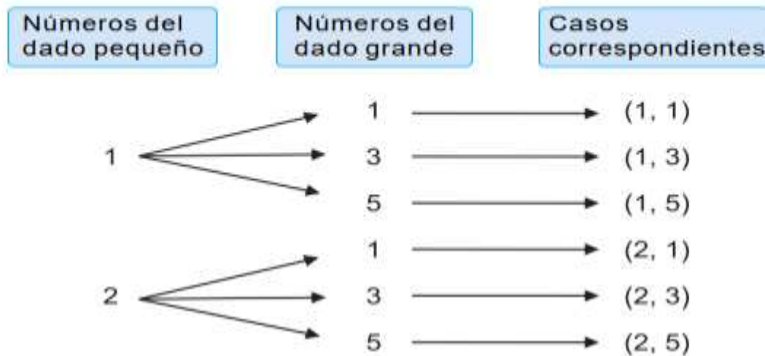 Números del
dado pequeño
Números del
dado grande
Casos
correspondientes
1 (1, 1)
1 3 (1, 3)
5 (1, 5)
1 (2, 1)
2 3 (2, 3)
5 (2, 5)